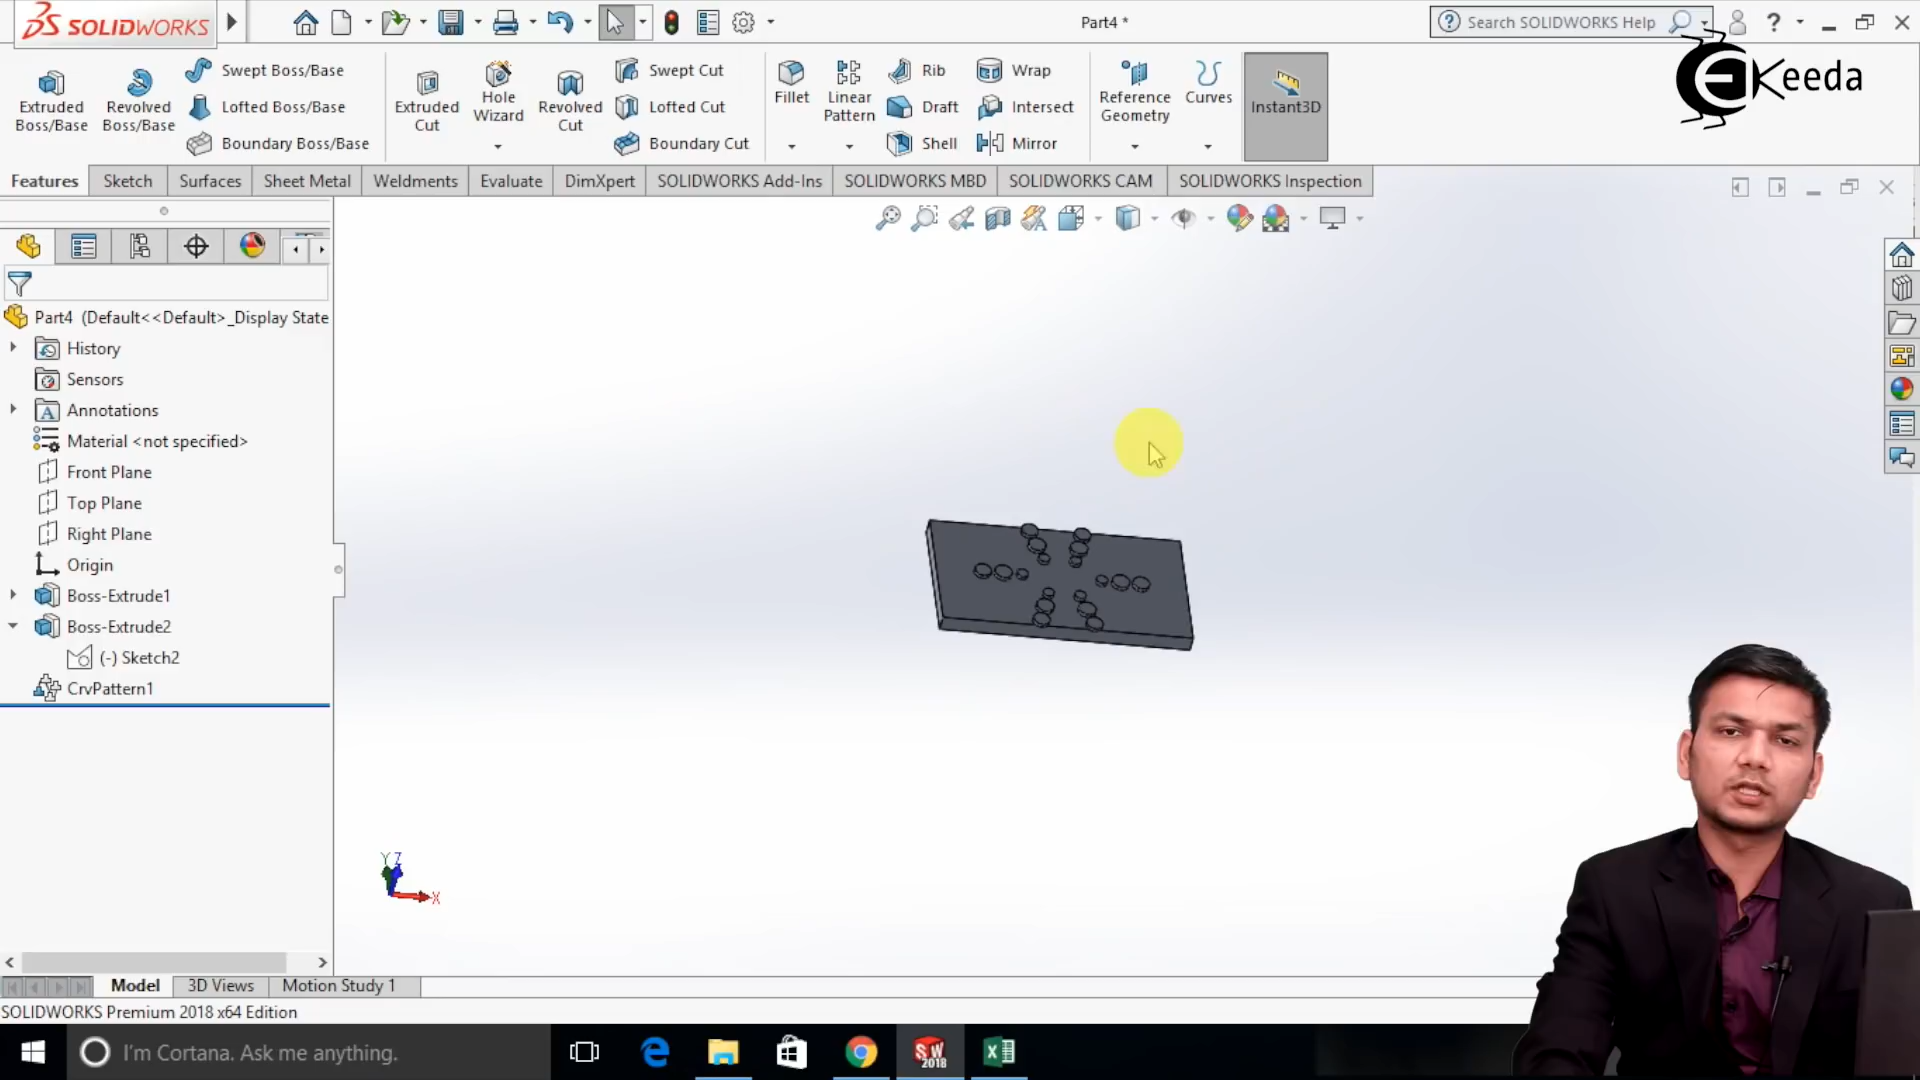 SOLIDWORKS
Part4 *
Search SOLIDWORKS Help
Extruded Boss/Base
Revolved Boss/Base
Swept Boss/Base
Lofted Boss/Base
Boundary Boss/Base
Extruded Cut
Hole Wizard
Revolved Cut
Swept Cut
Lofted Cut
Boundary Cut
Fillet
Linear Pattern
Rib
Draft
Shell
Wrap
Intersect
Mirror
Reference Geometry
Curves
Instant3D
Keeda
Features
Sketch
Surfaces
Sheet Metal
Weldments
Evaluate
DimXpert
SOLIDWORKS Add-Ins
SOLIDWORKS MBD
SOLIDWORKS CAM
SOLIDWORKS Inspection
Part4 (Default<<Default>_Display State
History
Sensors
Annotations
Material <not specified>
Front Plane
Top Plane
Right Plane
Origin
Boss-Extrude1
Boss-Extrude2
(-) Sketch2
CrvPattern1
Y Z
X
Model
3D Views
Motion Study 1
SOLIDWORKS Premium 2018 x64 Edition
I'm Cortana. Ask me anything.
SW
2018